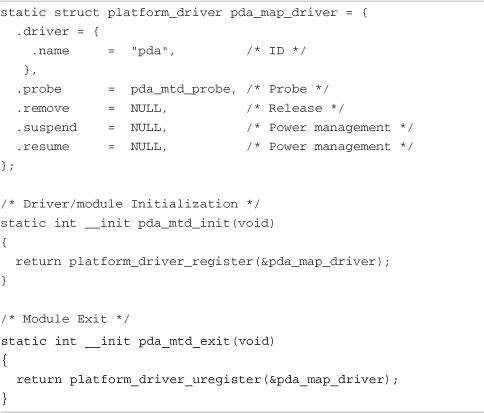 static struct platform_driver pda_map_driver = {
  .driver = {
    .name     =  "pda",         /* ID */
   },
  .probe      =  pda_mtd_probe, /* Probe */
  .remove     =  NULL,          /* Release */
  .suspend    =  NULL,          /* Power management */
  .resume     =  NULL,          /* Power management */
};

/* Driver/module Initialization */
static int __init pda_mtd_init(void)
{
  return platform_driver_register(&pda_map_driver);
}

/* Module Exit */
static int __init pda_mtd_exit(void)
{
  return platform_driver_uregister(&pda_map_driver);
}